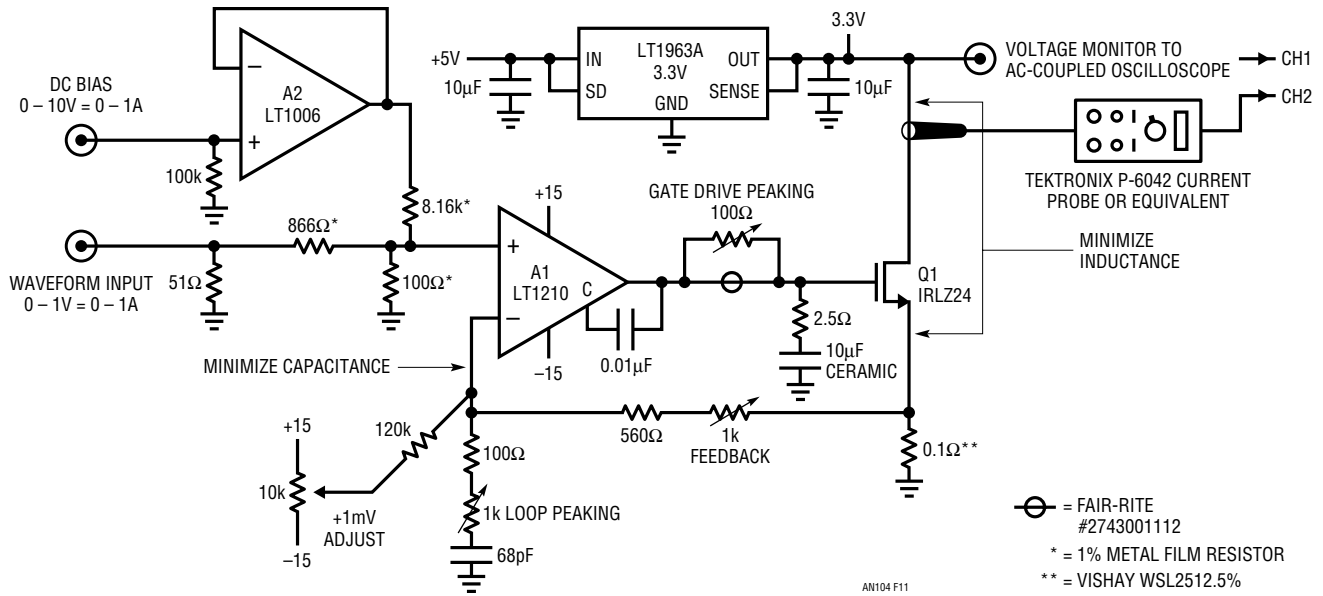 DC BIAS
0 – 10V = 0 – 1A
100k
A2
LT1006
–
+
8.16k*
WAVEFORM INPUT
0 – 1V = 0 – 1A
51Ω
866Ω*
100Ω*
+5V
10µF
IN
SD
LT1963A
3.3V
GND
OUT
SENSE
10µF
3.3V
VOLTAGE MONITOR TO
AC-COUPLED OSCILLOSCOPE
CH1
CH2
TEKTRONIX P-6042 CURRENT
PROBE OR EQUIVALENT
MINIMIZE
INDUCTANCE
+15
+
A1
LT1210
C
–
–15
0.01µF
GATE DRIVE PEAKING
100Ω
2.5Ω
10µF
CERAMIC
Q1
IRLZ24
MINIMIZE CAPACITANCE
120k
+15
10k
–15
+1mV
ADJUST
100Ω
1k LOOP PEAKING
68pF
560Ω
1k
FEEDBACK
0.1Ω**
= FAIR-RITE
#2743001112
* = 1% METAL FILM RESISTOR
** = VISHAY WSL2512.5%
AN104 F11